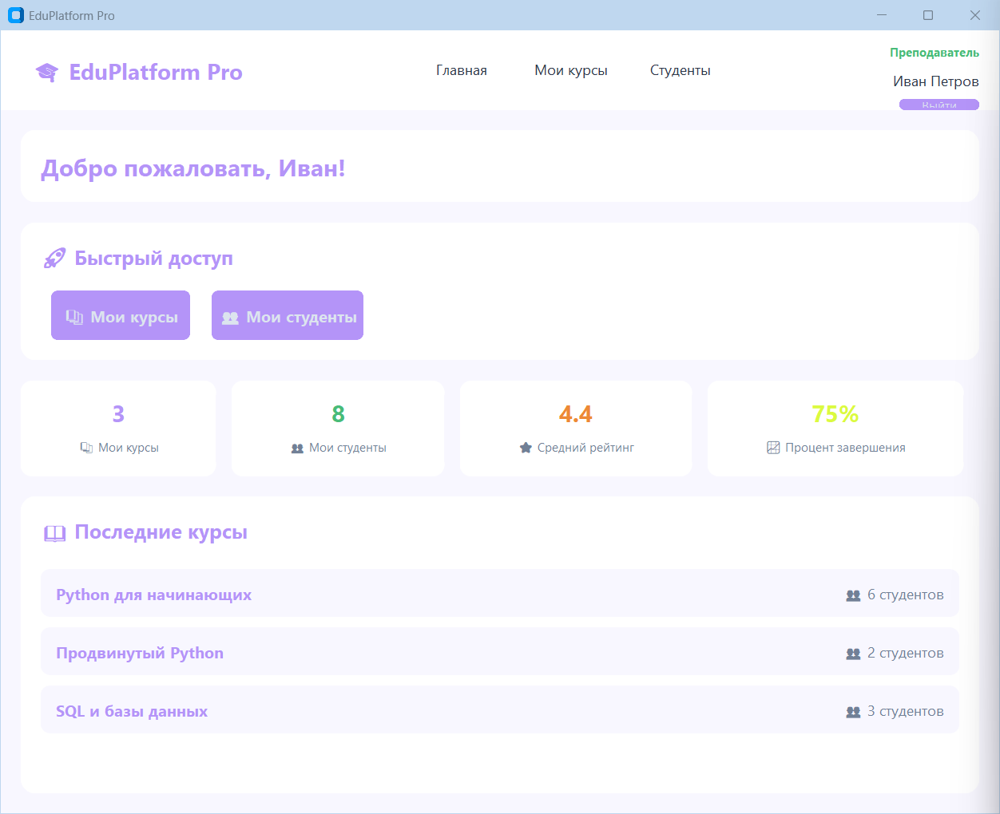 EduPlatform Pro
EduPlatform Pro
Главная
Мои курсы
Студенты
Преподаватель
Иван Петров
Выйти
Добро пожаловать, Иван!
Быстрый доступ
Мои курсы
Мои студенты
3
Мои курсы
8
Мои студенты
4.4
Средний рейтинг
75%
Процент завершения
Последние курсы
Python для начинающих
6 студентов
Продвинутый Python
2 студентов
SQL и базы данных
3 студентов